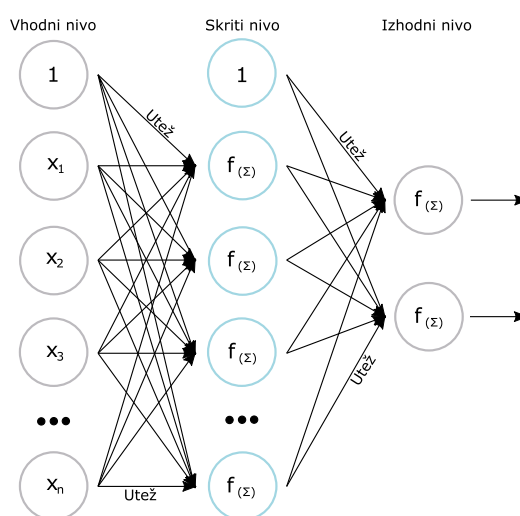 Vhodni nivo
Skriti nivo
Izhodni nivo
1
1
Utež
Utež
x₁
f (Σ)
f (Σ)
x₂
f (Σ)
f (Σ)
x₃
f (Σ)
Utež
•••
•••
xₙ
f (Σ)
Utež